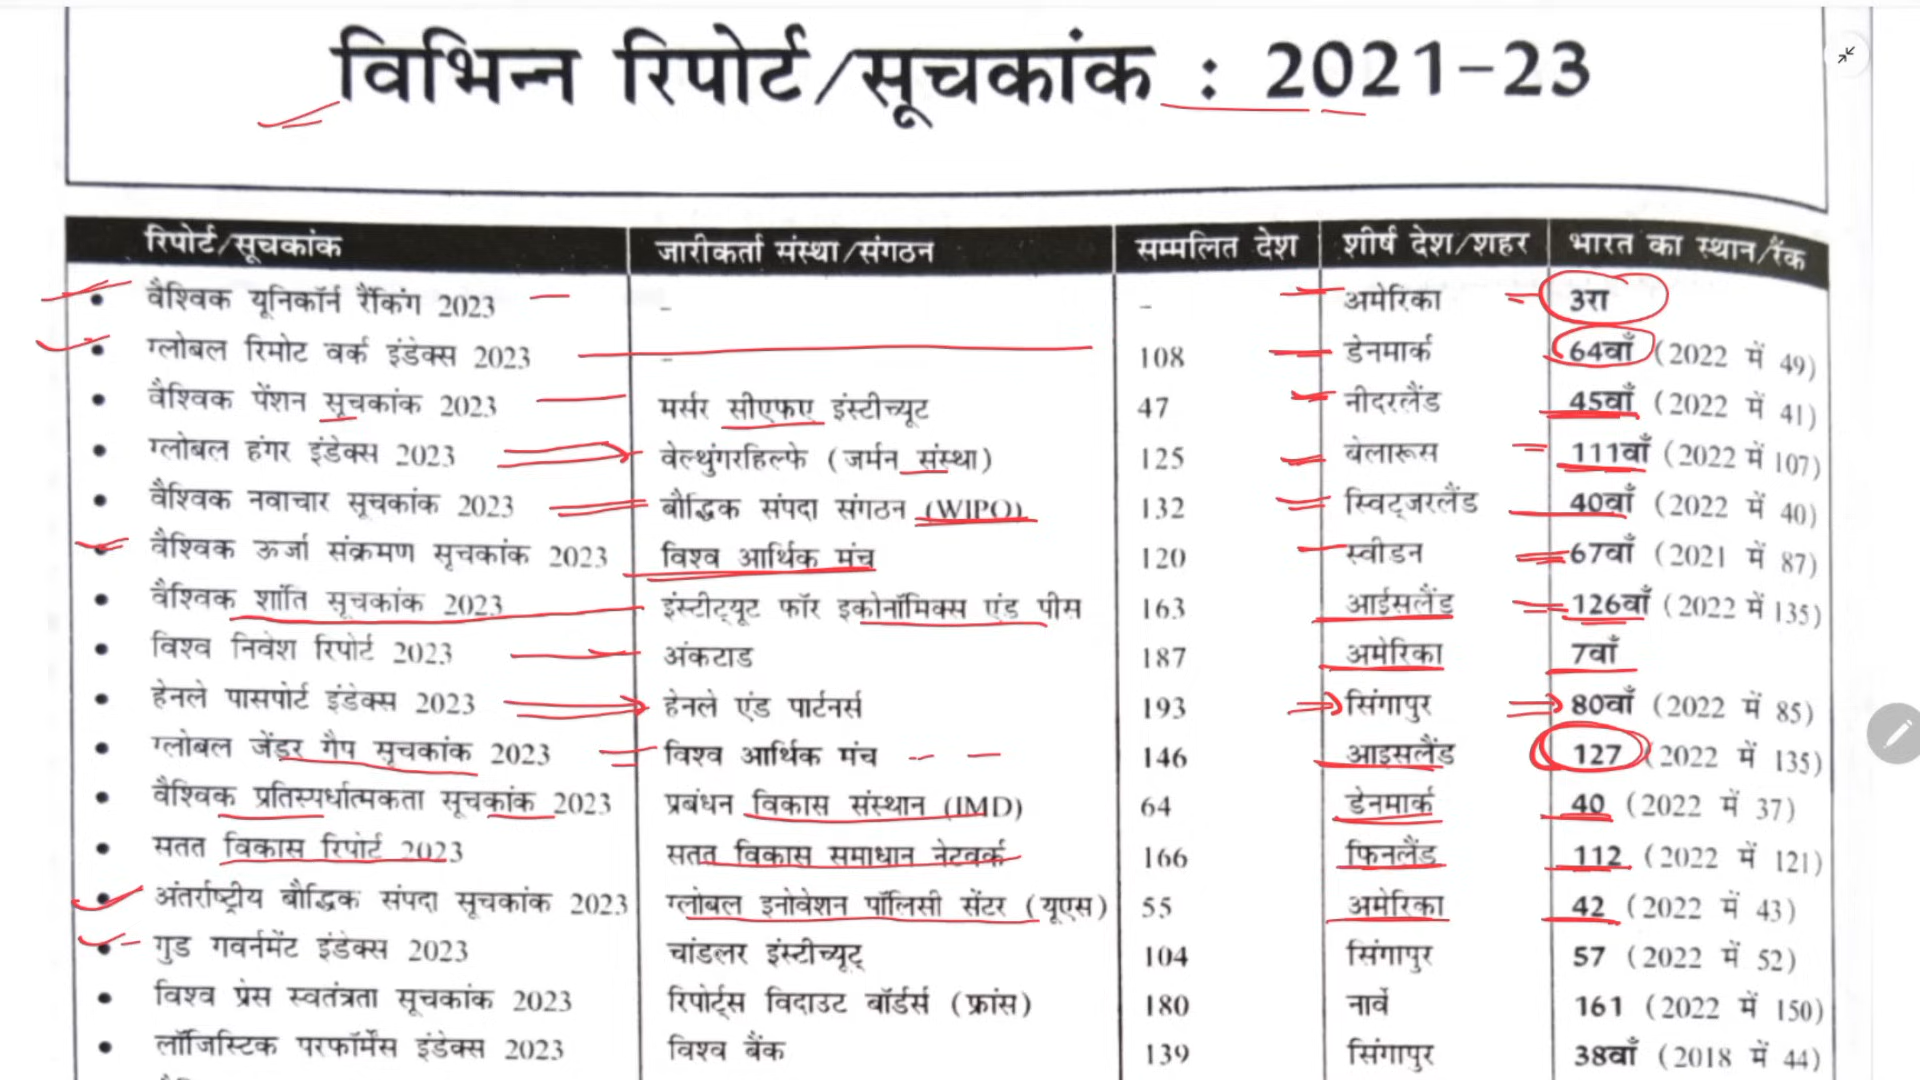 विभिन्न रिपोर्ट/सूचकांक : 2021-23
रिपोर्ट/सूचकांक जारीकर्ता संस्था/संगठन सम्मलित देश शीर्ष देश/शहर भारत का स्थान/रैंक
• वैश्विक यूनिकॉर्न रैंकिंग 2023 - - अमेरिका 3रा
• ग्लोबल रिमोट वर्क इंडेक्स 2023 - 108 डेनमार्क 64वाँ (2022 में 49)
• वैश्विक पेंशन सूचकांक 2023 मर्सर सीएफए इंस्टीच्यूट 47 नीदरलैंड 45वाँ (2022 में 41)
• ग्लोबल हंगर इंडेक्स 2023 वेल्थुंगरहिल्फे (जर्मन संस्था) 125 बेलारूस 111वाँ (2022 में 107)
• वैश्विक नवाचार सूचकांक 2023 बौद्धिक संपदा संगठन (WIPO) 132 स्विट्जरलैंड 40वाँ (2022 में 40)
• वैश्विक ऊर्जा संक्रमण सूचकांक 2023 विश्व आर्थिक मंच 120 स्वीडन 67वाँ (2021 में 87)
• वैश्विक शांति सूचकांक 2023 इंस्टीट्यूट फॉर इकोनॉमिक्स एंड पीस 163 आईसलैंड 126वाँ (2022 में 135)
• विश्व निवेश रिपोर्ट 2023 अंकटाड 187 अमेरिका 7वाँ
• हेनले पासपोर्ट इंडेक्स 2023 हेनले एंड पार्टनर्स 193 सिंगापुर 80वाँ (2022 में 85)
• ग्लोबल जेंडर गैप सूचकांक 2023 विश्व आर्थिक मंच 146 आइसलैंड 127 (2022 में 135)
• वैश्विक प्रतिस्पर्धात्मकता सूचकांक 2023 प्रबंधन विकास संस्थान (IMD) 64 डेनमार्क 40 (2022 में 37)
• सतत विकास रिपोर्ट 2023 सतत विकास समाधान नेटवर्क 166 फिनलैंड 112 (2022 में 121)
• अंतर्राष्ट्रीय बौद्धिक संपदा सूचकांक 2023 ग्लोबल इनोवेशन पॉलिसी सेंटर (यूएस) 55 अमेरिका 42 (2022 में 43)
• गुड गवर्नमेंट इंडेक्स 2023 चांडलर इंस्टीच्यूट् 104 सिंगापुर 57 (2022 में 52)
• विश्व प्रेस स्वतंत्रता सूचकांक 2023 रिपोर्ट्स विदाउट बॉर्डर्स (फ्रांस) 180 नार्वे 161 (2022 में 150)
• लॉजिस्टिक परफॉर्मेंस इंडेक्स 2023 विश्व बैंक 139 सिंगापुर 38वाँ (2018 में 44)